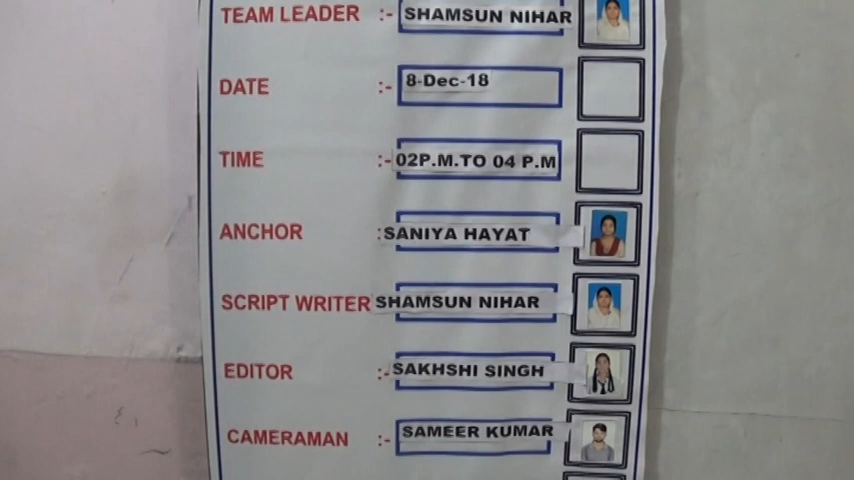 TEAM LEADER :- SHAMSUN NIHAR
DATE :- 8-Dec-18
TIME :- 02P.M.TO 04 P.M
ANCHOR : SANIYA HAYAT
SCRIPT WRITER SHAMSUN NIHAR
EDITOR :- SAKHSHI SINGH
CAMERAMAN :- SAMEER KUMAR